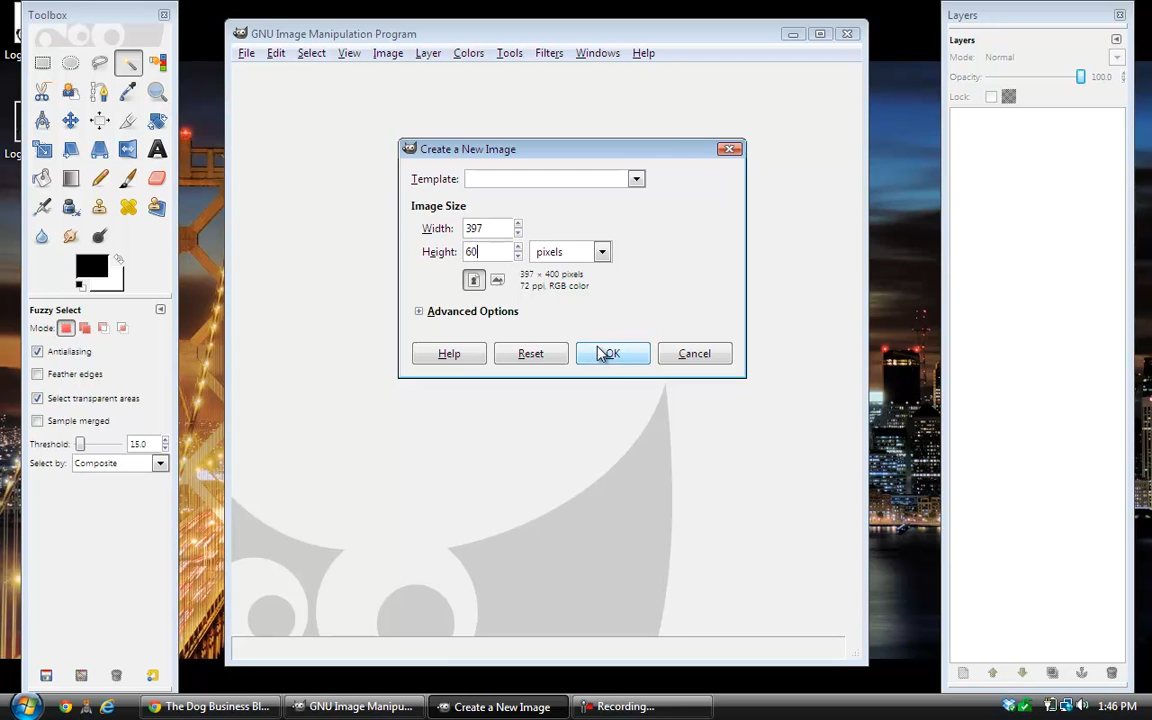 Toolbox
GNU Image Manipulation Program
Layers
File Edit Select View Image Layer Colors Tools Filters Windows Help
Layers
Mode: Normal
Opacity: 100.0
Lock:
Log
Log
Create a New Image
Template:
Image Size
Width: 397
Height: 60 pixels
397 × 400 pixels
72 ppi, RGB color
Advanced Options
Help Reset OK Cancel
Fuzzy Select
Mode:
Antialiasing
Feather edges
Select transparent areas
Sample merged
Threshold: 15.0
Select by: Composite
The Dog Business Bl... GNU Image Manipu... Create a New Image Recording... 1:46 PM